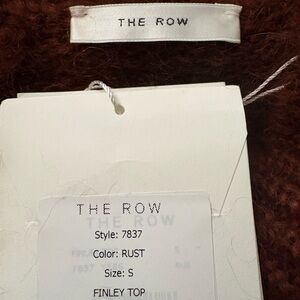 THE ROW
THE ROW
Style: 7837
Color: RUST
Size: S
FINLEY TOP